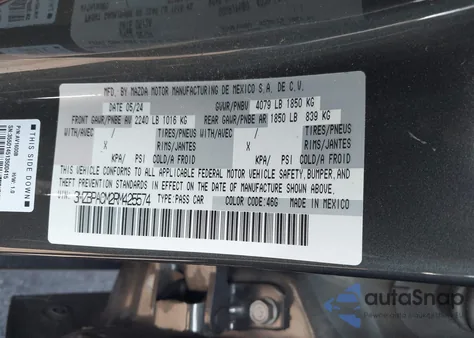 MFD. BY MAZDA MOTOR MANUFACTURING DE MEXICO S.A. DE C.V.
DATE 05/24 GVWR/PNBV 4079 LB 1850 KG
FRONT GAWR/PNBE AV 2240 LB 1016 KG REAR GAWR/PNBE AR 1850 LB 839 KG
WITH/AVEC/ TIRES/PNEUS WITH/AVEC/ TIRES/PNEUS
X RIMS/JANTES X RIMS/JANTES
KPA/ PSI/ COLD/A FROID/ KPA/ PSI/ COLD/A FROID/
THIS VEHICLE CONFORMS TO ALL APPLICABLE FEDERAL MOTOR VEHICLE SAFETY, BUMPER, AND
THEFT PREVENTION STANDARDS IN EFFECT ON THE DATE OF MANUFACTURE SHOWN ABOVE.
TYPE: PASS CAR COLOR CODE: 46G MADE IN MEXICO
THIS SIDE DOWN
autoSnap